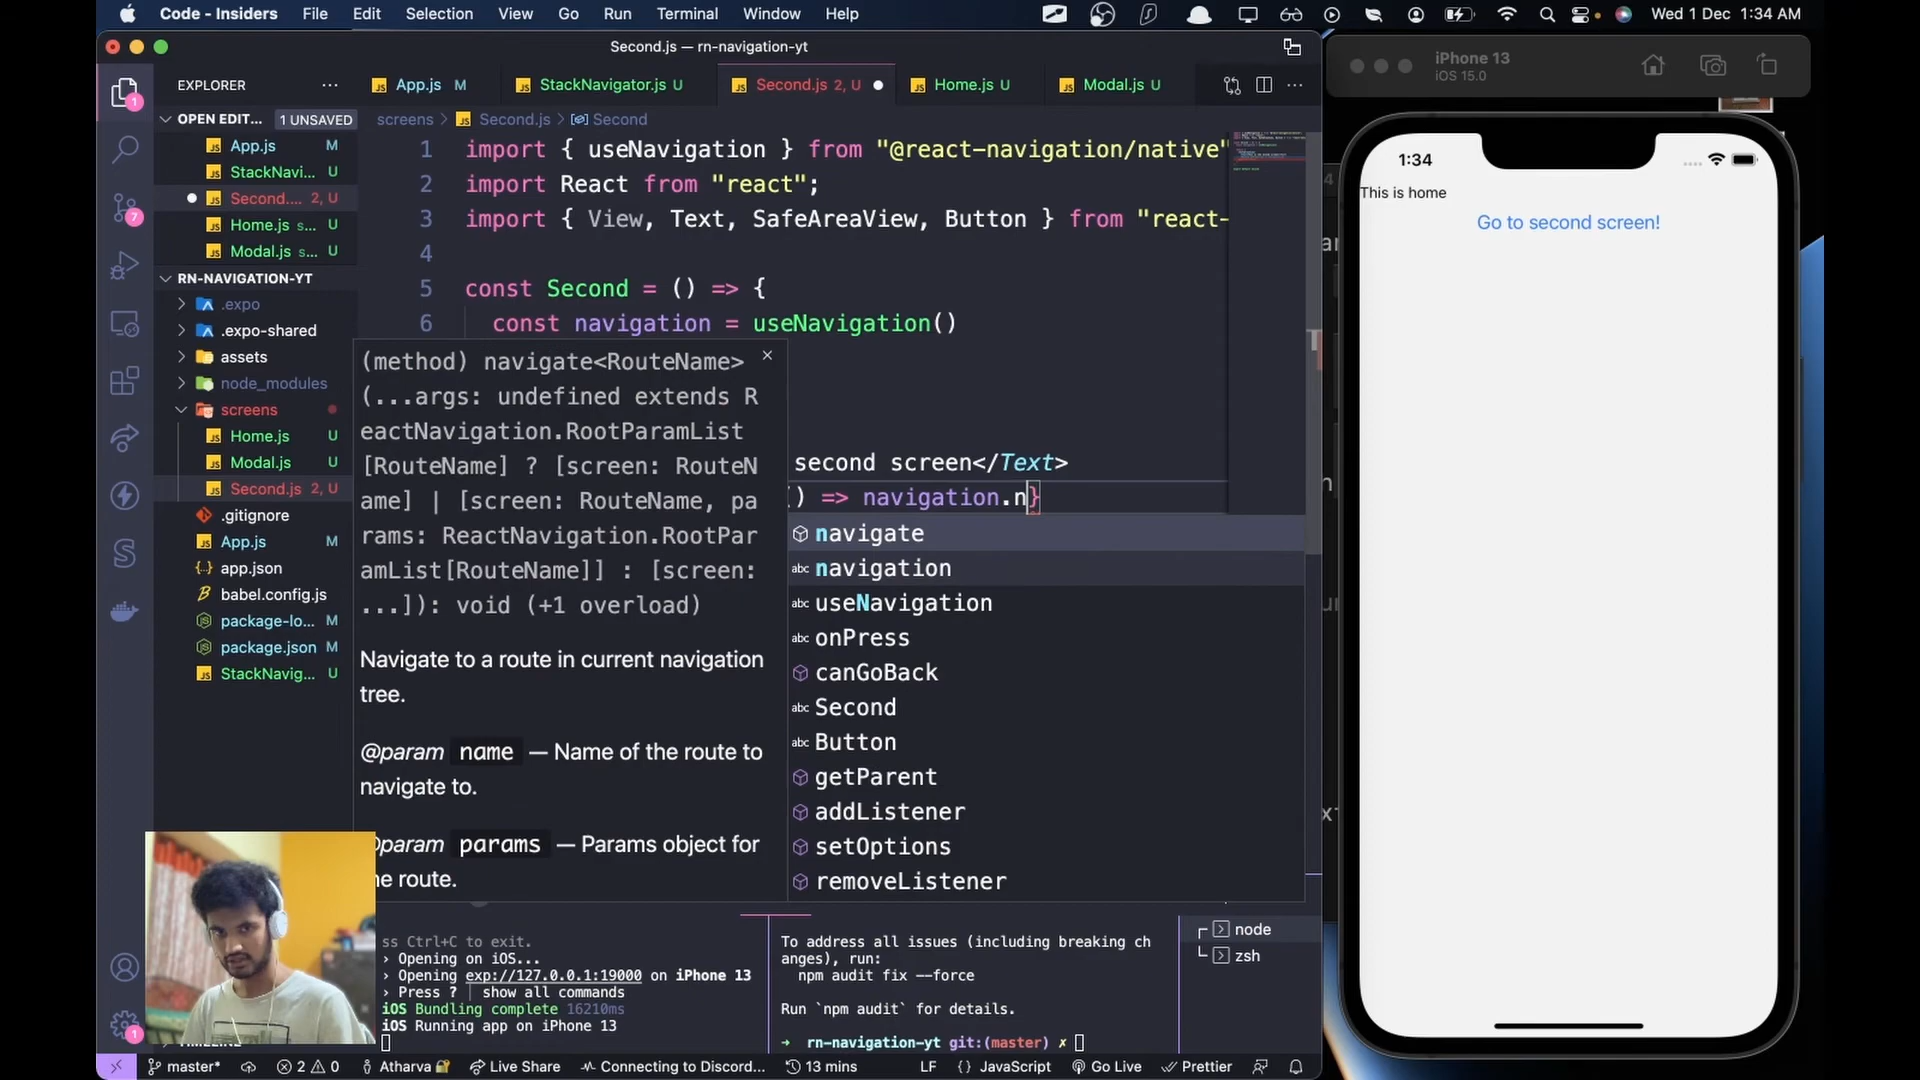 Code - Insiders File Edit Selection View Go Run Terminal Window Help Wed 1 Dec 1:34 AM
Second.js — rn-navigation-yt
EXPLORER
App.js M
StackNavigator.js U
Second.js 2, U
Home.js U
Modal.js U
OPEN EDIT... 1 UNSAVED
App.js M
StackNavi... U
Second.... 2, U
Home.js s... U
Modal.js s... U
RN-NAVIGATION-YT
.expo
.expo-shared
assets
node_modules
screens
Home.js U
Modal.js U
Second.js 2, U
.gitignore
App.js M
app.json
babel.config.js
package-lo... M
package.json M
StackNavig... U
screens > Second.js > Second
1 import { useNavigation } from "@react-navigation/native"
2 import React from "react";
3 import { View, Text, SafeAreaView, Button } from "react-
4
5 const Second = () => {
6 const navigation = useNavigation()
second screen</Text>
() => navigation.n}
(method) navigate<RouteName>
(...args: undefined extends R
eactNavigation.RootParamList
[RouteName] ? [screen: RouteN
ame] | [screen: RouteName, pa
rams: ReactNavigation.RootPar
amList[RouteName]] : [screen:
...]): void (+1 overload)
Navigate to a route in current navigation
tree.
@param name — Name of the route to
navigate to.
@param params — Params object for
he route.
navigate
navigation
useNavigation
onPress
canGoBack
Second
Button
getParent
addListener
setOptions
removeListener
ss Ctrl+C to exit.
› Opening on iOS...
› Opening exp://127.0.0.1:19000 on iPhone 13
› Press ? | show all commands
iOS Bundling complete 16210ms
iOS Running app on iPhone 13
To address all issues (including breaking ch
anges), run:
npm audit fix --force
Run `npm audit` for details.
→ rn-navigation-yt git:(master) ✗
node
zsh
master* 2 0 Atharva Live Share Connecting to Discord... 13 mins LF {} JavaScript Go Live Prettier
iPhone 13
iOS 15.0
1:34
This is home
Go to second screen!